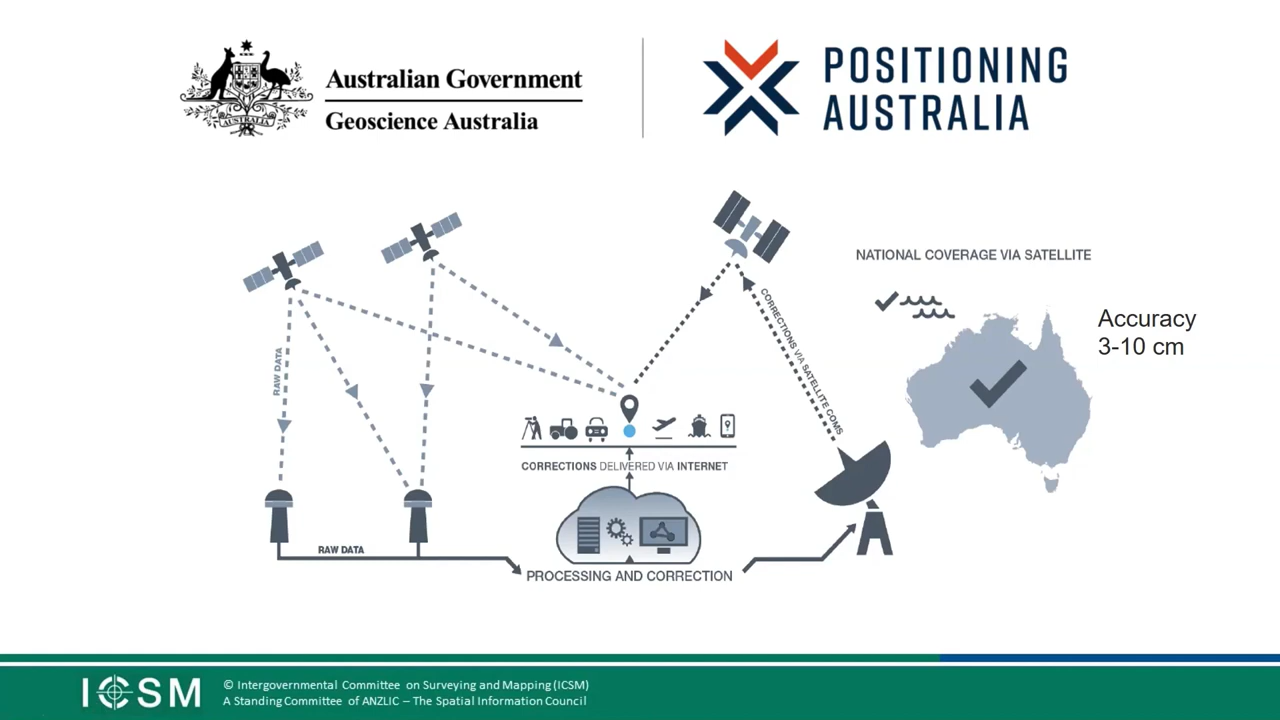 Australian Government
Geoscience Australia
AUSTRALIA
POSITIONING
AUSTRALIA
NATIONAL COVERAGE VIA SATELLITE
Accuracy
3-10 cm
RAW DATA
CORRECTIONS VIA SATELLITE COMS
CORRECTIONS DELIVERED VIA INTERNET
RAW DATA
PROCESSING AND CORRECTION
ICSM
© Intergovernmental Committee on Surveying and Mapping (ICSM)
A Standing Committee of ANZLIC – The Spatial Information Council